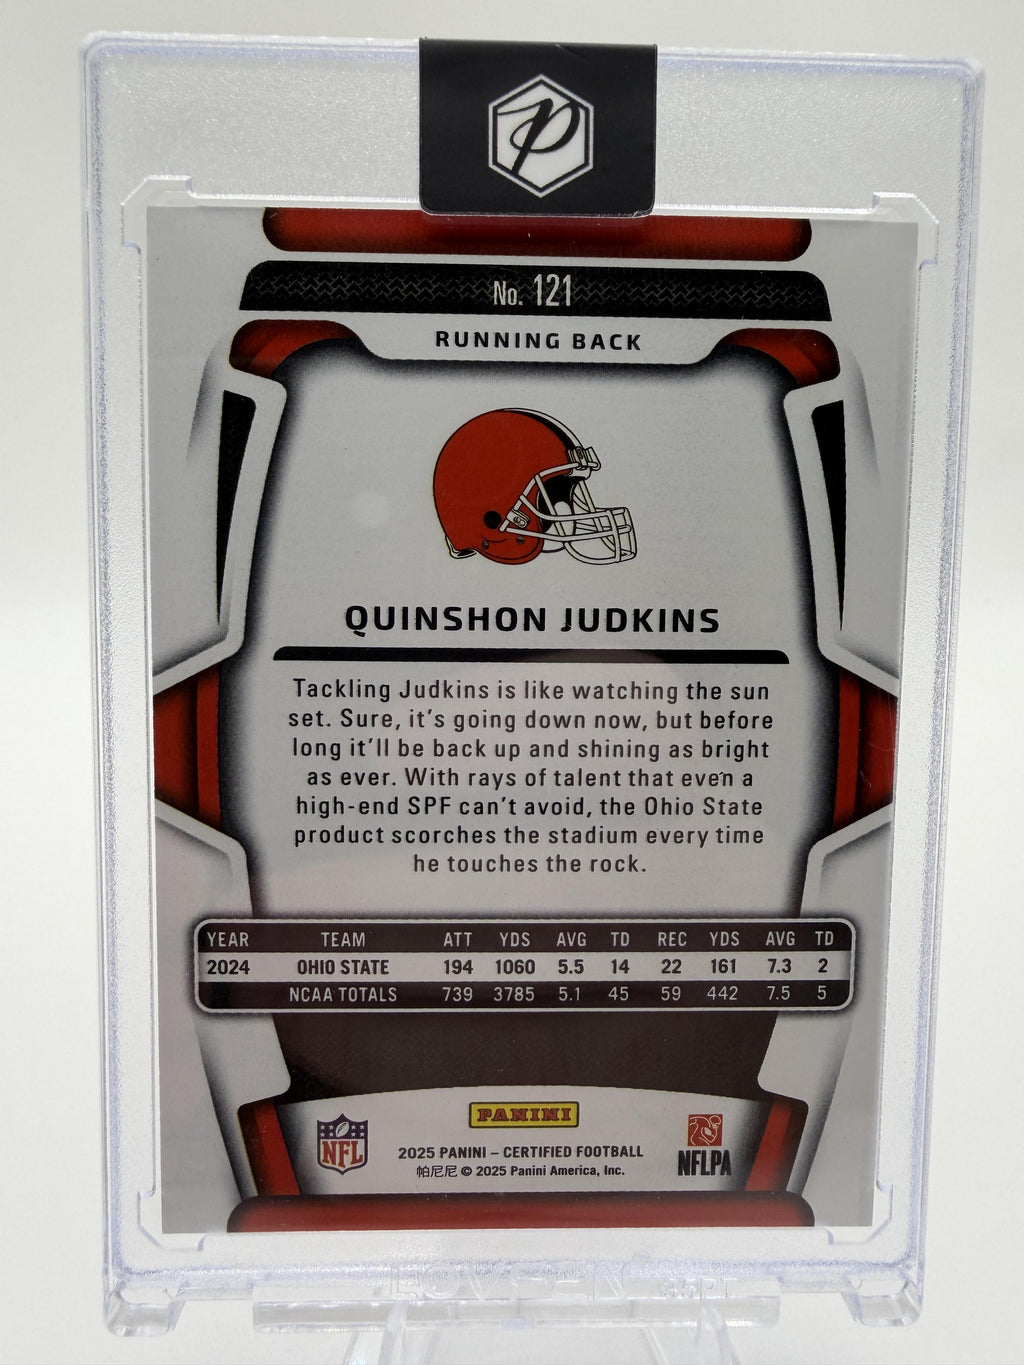 P
No. 121
RUNNING BACK
QUINSHON JUDKINS
Tackling Judkins is like watching the sun
set. Sure, it's going down now, but before
long it'll be back up and shining as bright
as ever. With rays of talent that even a
high-end SPF can't avoid, the Ohio State
product scorches the stadium every time
he touches the rock.
YEAR TEAM ATT YDS AVG TD REC YDS AVG TD
2024 OHIO STATE 194 1060 5.5 14 22 161 7.3 2
NCAA TOTALS 739 3785 5.1 45 59 442 7.5 5
PANINI
NFL
NFLPA
2025 PANINI – CERTIFIED FOOTBALL
帕尼尼 © 2025 Panini America, Inc.